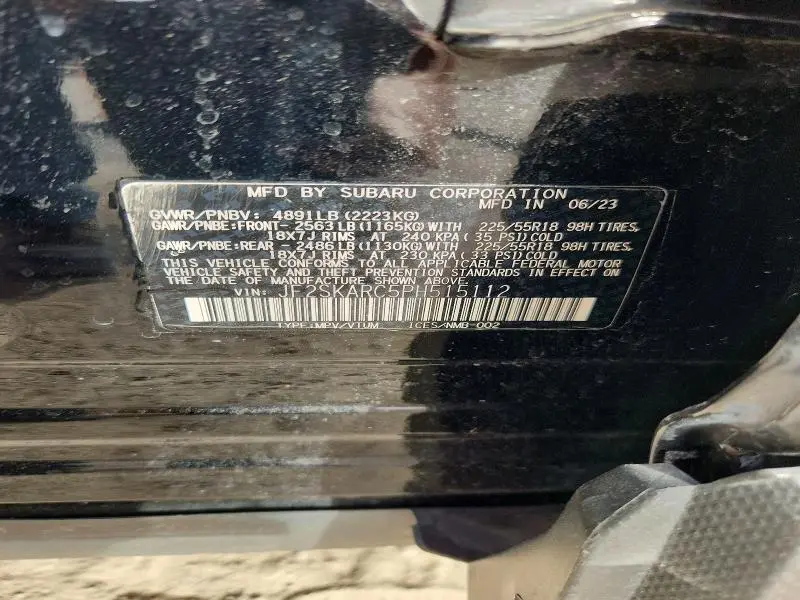 MFD BY SUBARU CORPORATION
MFD IN 06/23
GVWR/PNBV: 4891LB (2223KG)
GAWR/PNBE:FRONT- 2563LB (1165KG) WITH 225/55R18 98H TIRES,
18X7J RIMS AT 240 KPA (35 PSI)COLD
GAWR/PNBE:REAR - 2486LB (1130KG) WITH 225/55R18 98H TIRES,
18X7J RIMS AT 230 KPA (33 PSI)COLD
THIS VEHICLE CONFORMS TO ALL APPLICABLE FEDERAL MOTOR
VEHICLE SAFETY AND THEFT PREVENTION STANDARDS IN EFFECT ON
THE DATE OF MANUFACTURE SHOWN ABOVE.
VIN: JF2SKARC5PH515112
TYPE:MPV/VTUM ICES/NMB-002